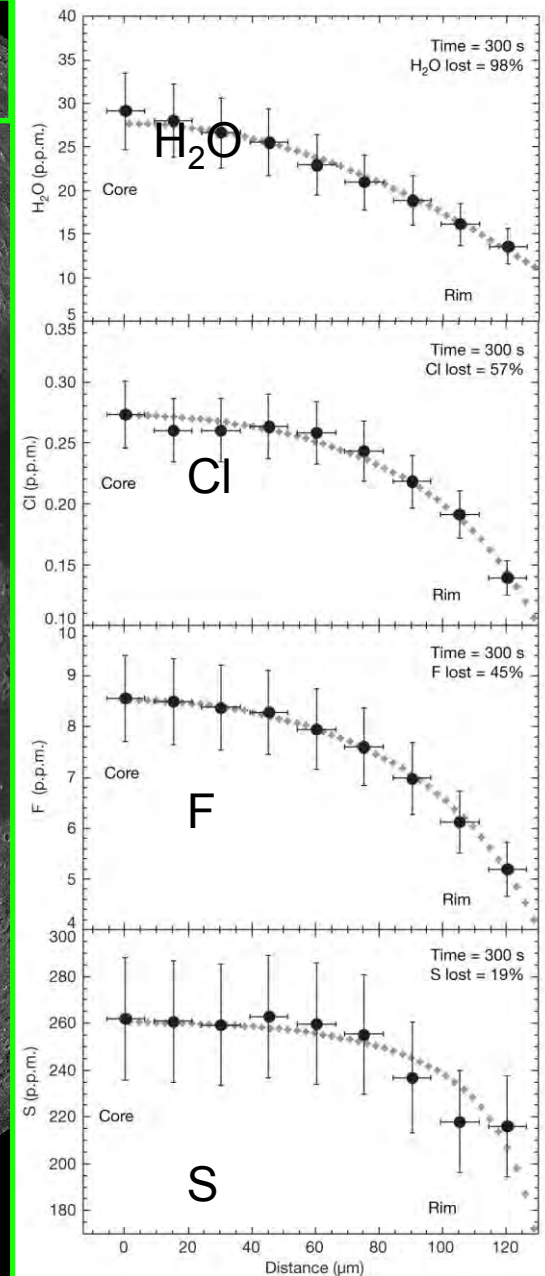 40
35
30
25
20
15
10
5
H₂O (p.p.m.)
Time = 300 s
H₂O lost = 98%
H₂O
Core
Rim
0.35
0.30
0.25
0.20
0.15
0.10
Cl (p.p.m.)
Time = 300 s
Cl lost = 57%
Cl
Core
Rim
10
9
8
7
6
5
4
F (p.p.m.)
Time = 300 s
F lost = 45%
F
Core
Rim
300
280
260
240
220
200
180
S (p.p.m.)
Time = 300 s
S lost = 19%
Core
S
Rim
0 20 40 60 80 100 120
Distance (µm)